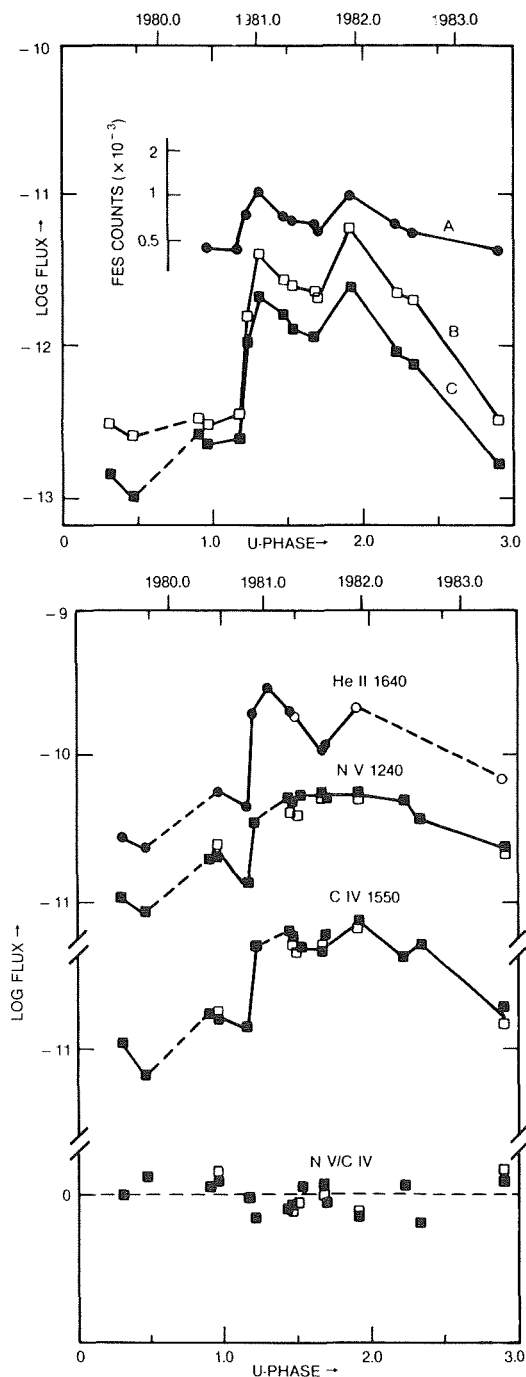 1980.0 1981.0 1982.0 1983.0
−10
FES COUNTS (× 10⁻³)
2
1
0.5
−11
LOG FLUX→
A
B
C
−12
−13
0 1.0 2.0 3.0
U-PHASE→
1980.0 1981.0 1982.0 1983.0
−9
He II 1640
−10
N V 1240
−11
C IV 1550
LOG FLUX→
−11
N V/C IV
0
0 1.0 2.0 3.0
U-PHASE→